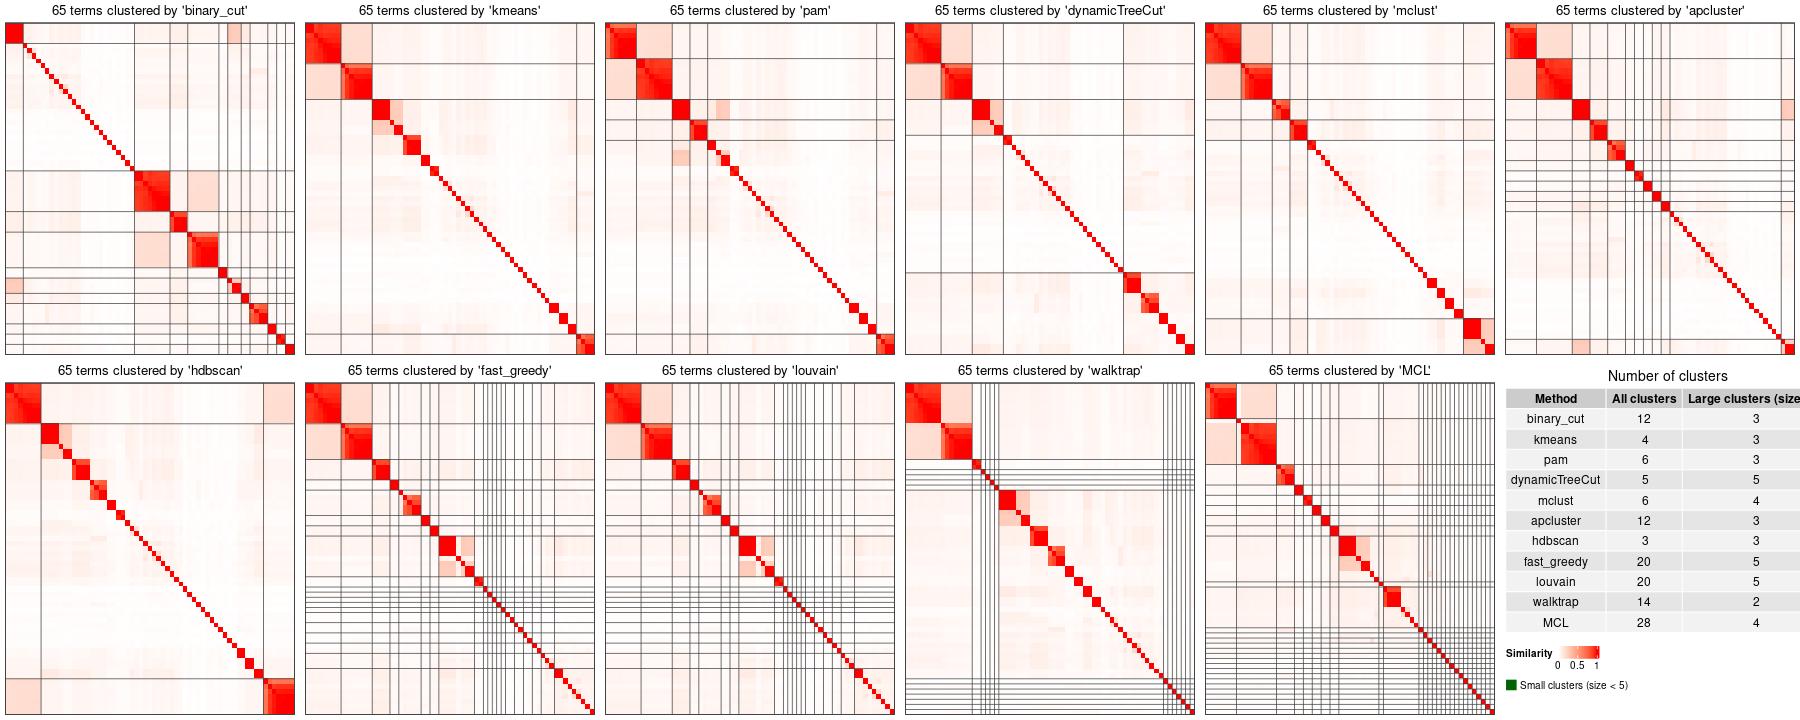 65 terms clustered by 'binary_cut'
65 terms clustered by 'kmeans'
65 terms clustered by 'pam'
65 terms clustered by 'dynamicTreeCut'
65 terms clustered by 'mclust'
65 terms clustered by 'apcluster'
65 terms clustered by 'hdbscan'
65 terms clustered by 'fast_greedy'
65 terms clustered by 'louvain'
65 terms clustered by 'walktrap'
65 terms clustered by 'MCL'
Number of clusters
Method All clusters Large clusters (size
binary_cut 12 3
kmeans 4 3
pam 6 3
dynamicTreeCut 5 5
mclust 6 4
apcluster 12 3
hdbscan 3 3
fast_greedy 20 5
louvain 20 5
walktrap 14 2
MCL 28 4
Similarity
0 0.5 1
Small clusters (size < 5)